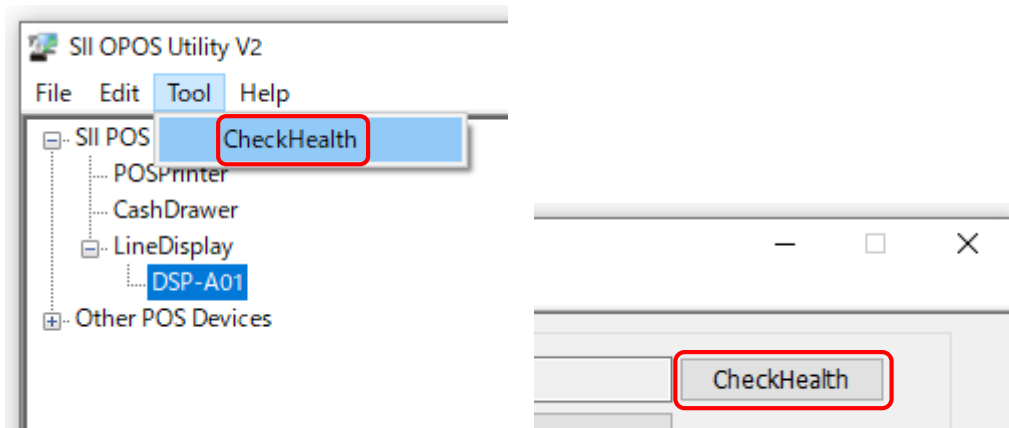 SII OPOS Utility V2
File Edit Tool Help
SII POS
CheckHealth
POSPrinter
CashDrawer
LineDisplay
DSP-A01
Other POS Devices
CheckHealth